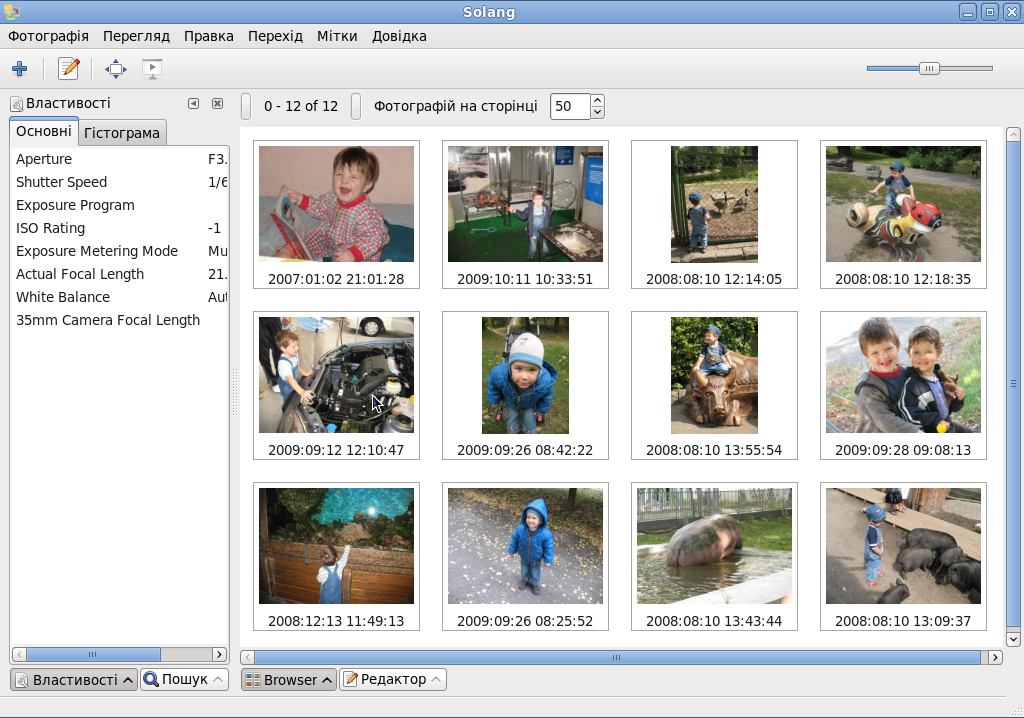 Solang
Фотографія Перегляд Правка Перехід Мітки Довідка
Властивості
0 - 12 of 12 Фотографій на сторінці 50
Основні Гістограма
Aperture F3.
Shutter Speed 1/6
Exposure Program
ISO Rating -1
Exposure Metering Mode Mu
Actual Focal Length 21.
White Balance Aut
35mm Camera Focal Length
2007:01:02 21:01:28 2009:10:11 10:33:51 2008:08:10 12:14:05 2008:08:10 12:18:35
2009:09:12 12:10:47 2009:09:26 08:42:22 2008:08:10 13:55:54 2009:09:28 09:08:13
2008:12:13 11:49:13 2009:09:26 08:25:52 2008:08:10 13:43:44 2008:08:10 13:09:37
Властивості Пошук Browser Редактор